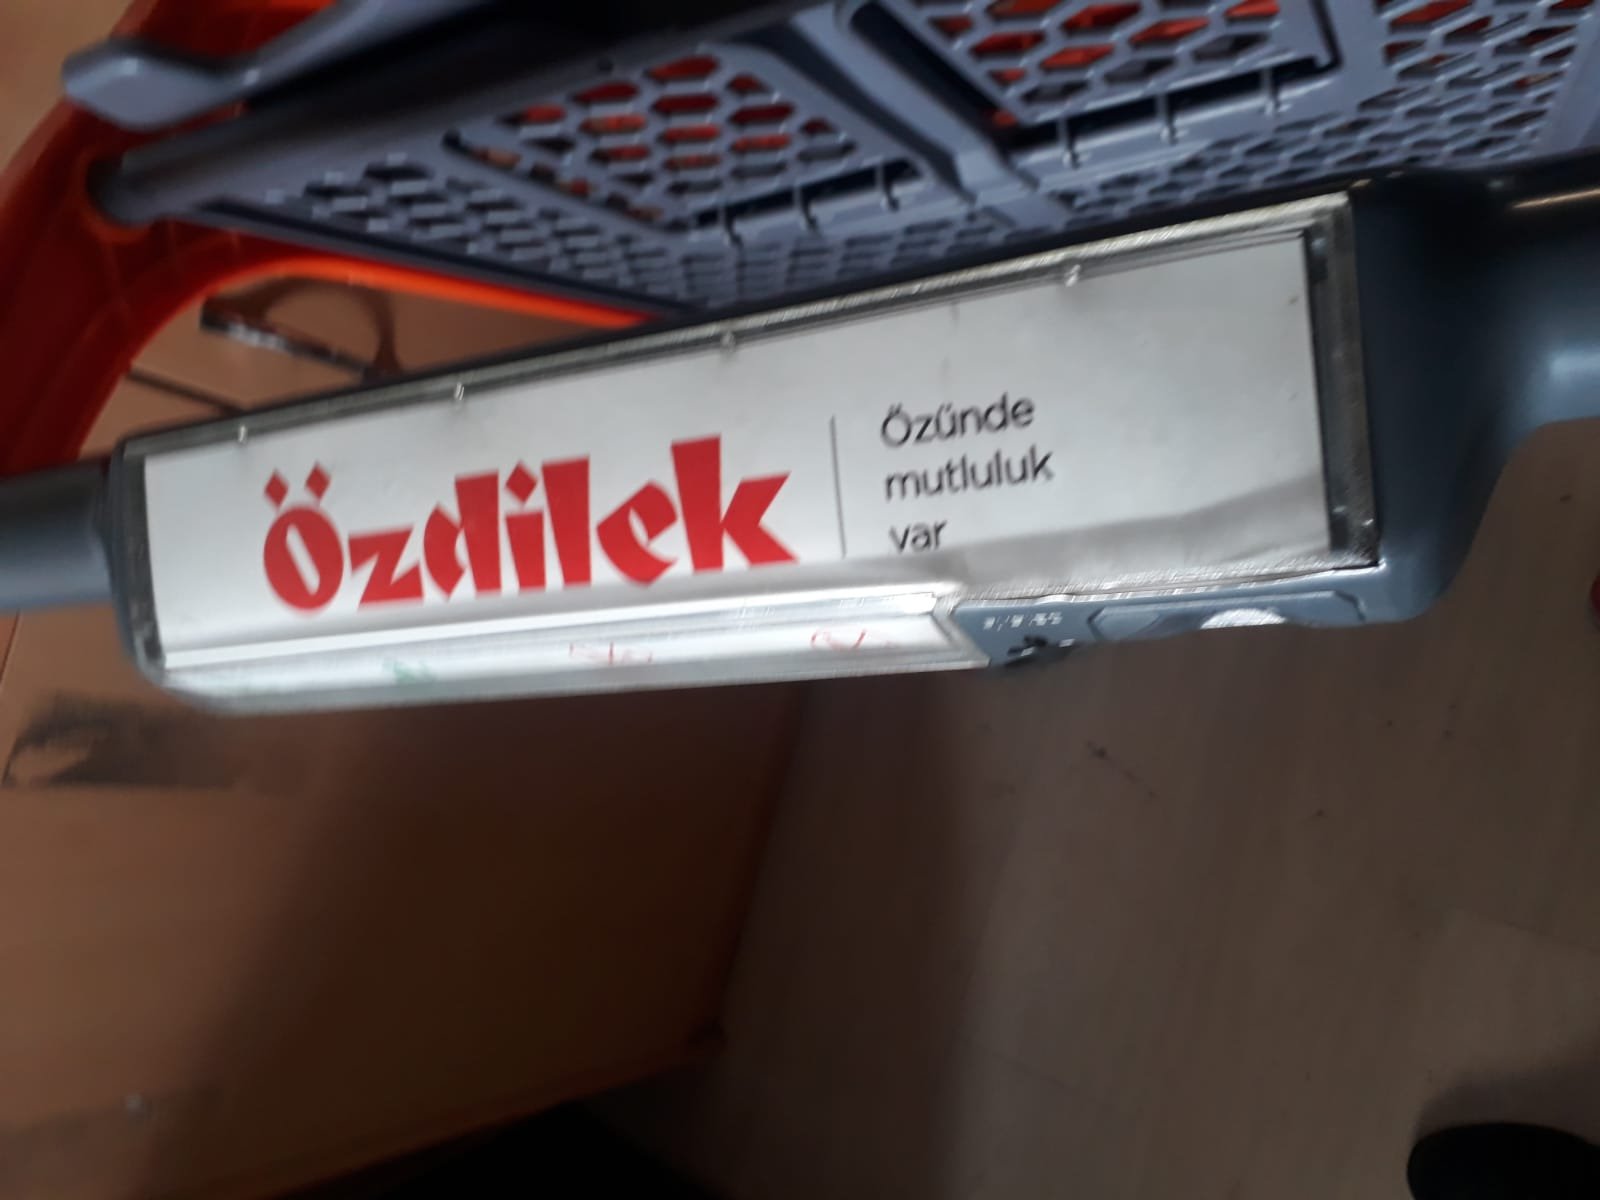 Özdilek
Özünde
mutluluk
var